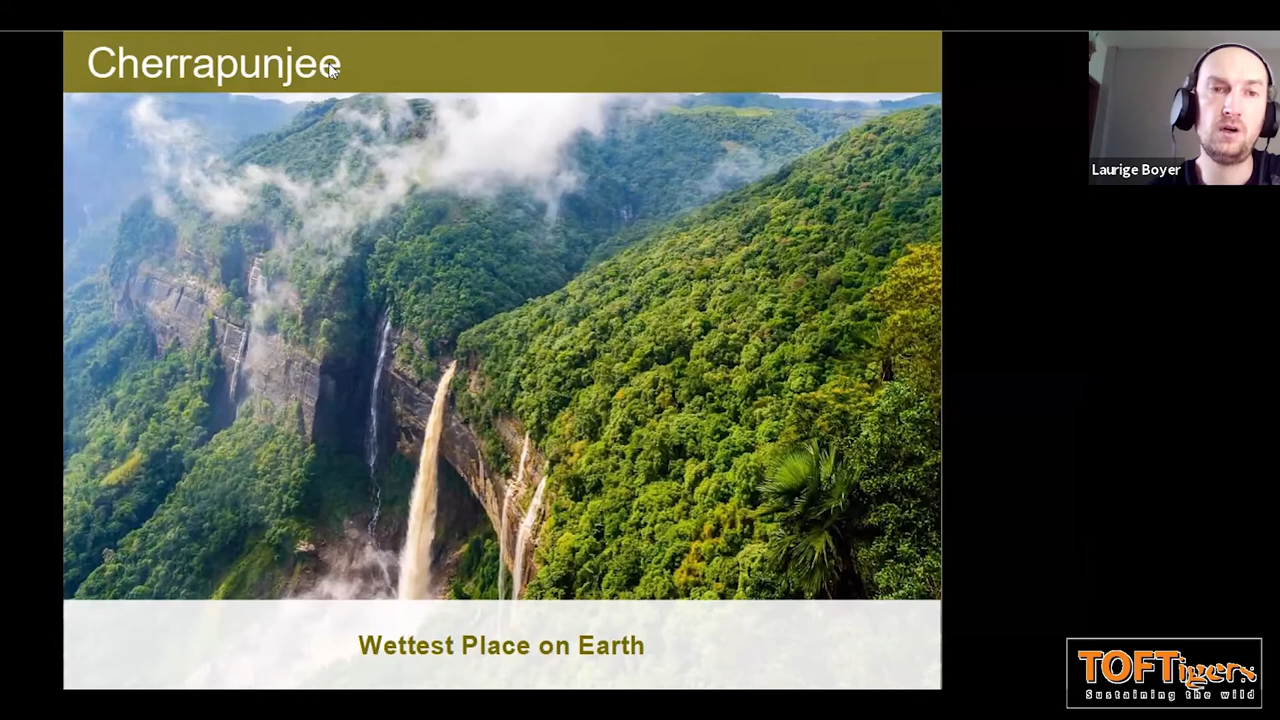 Cherrapunjee
Laurige Boyer
Wettest Place on Earth
TOFTigers
Sustaining the wild